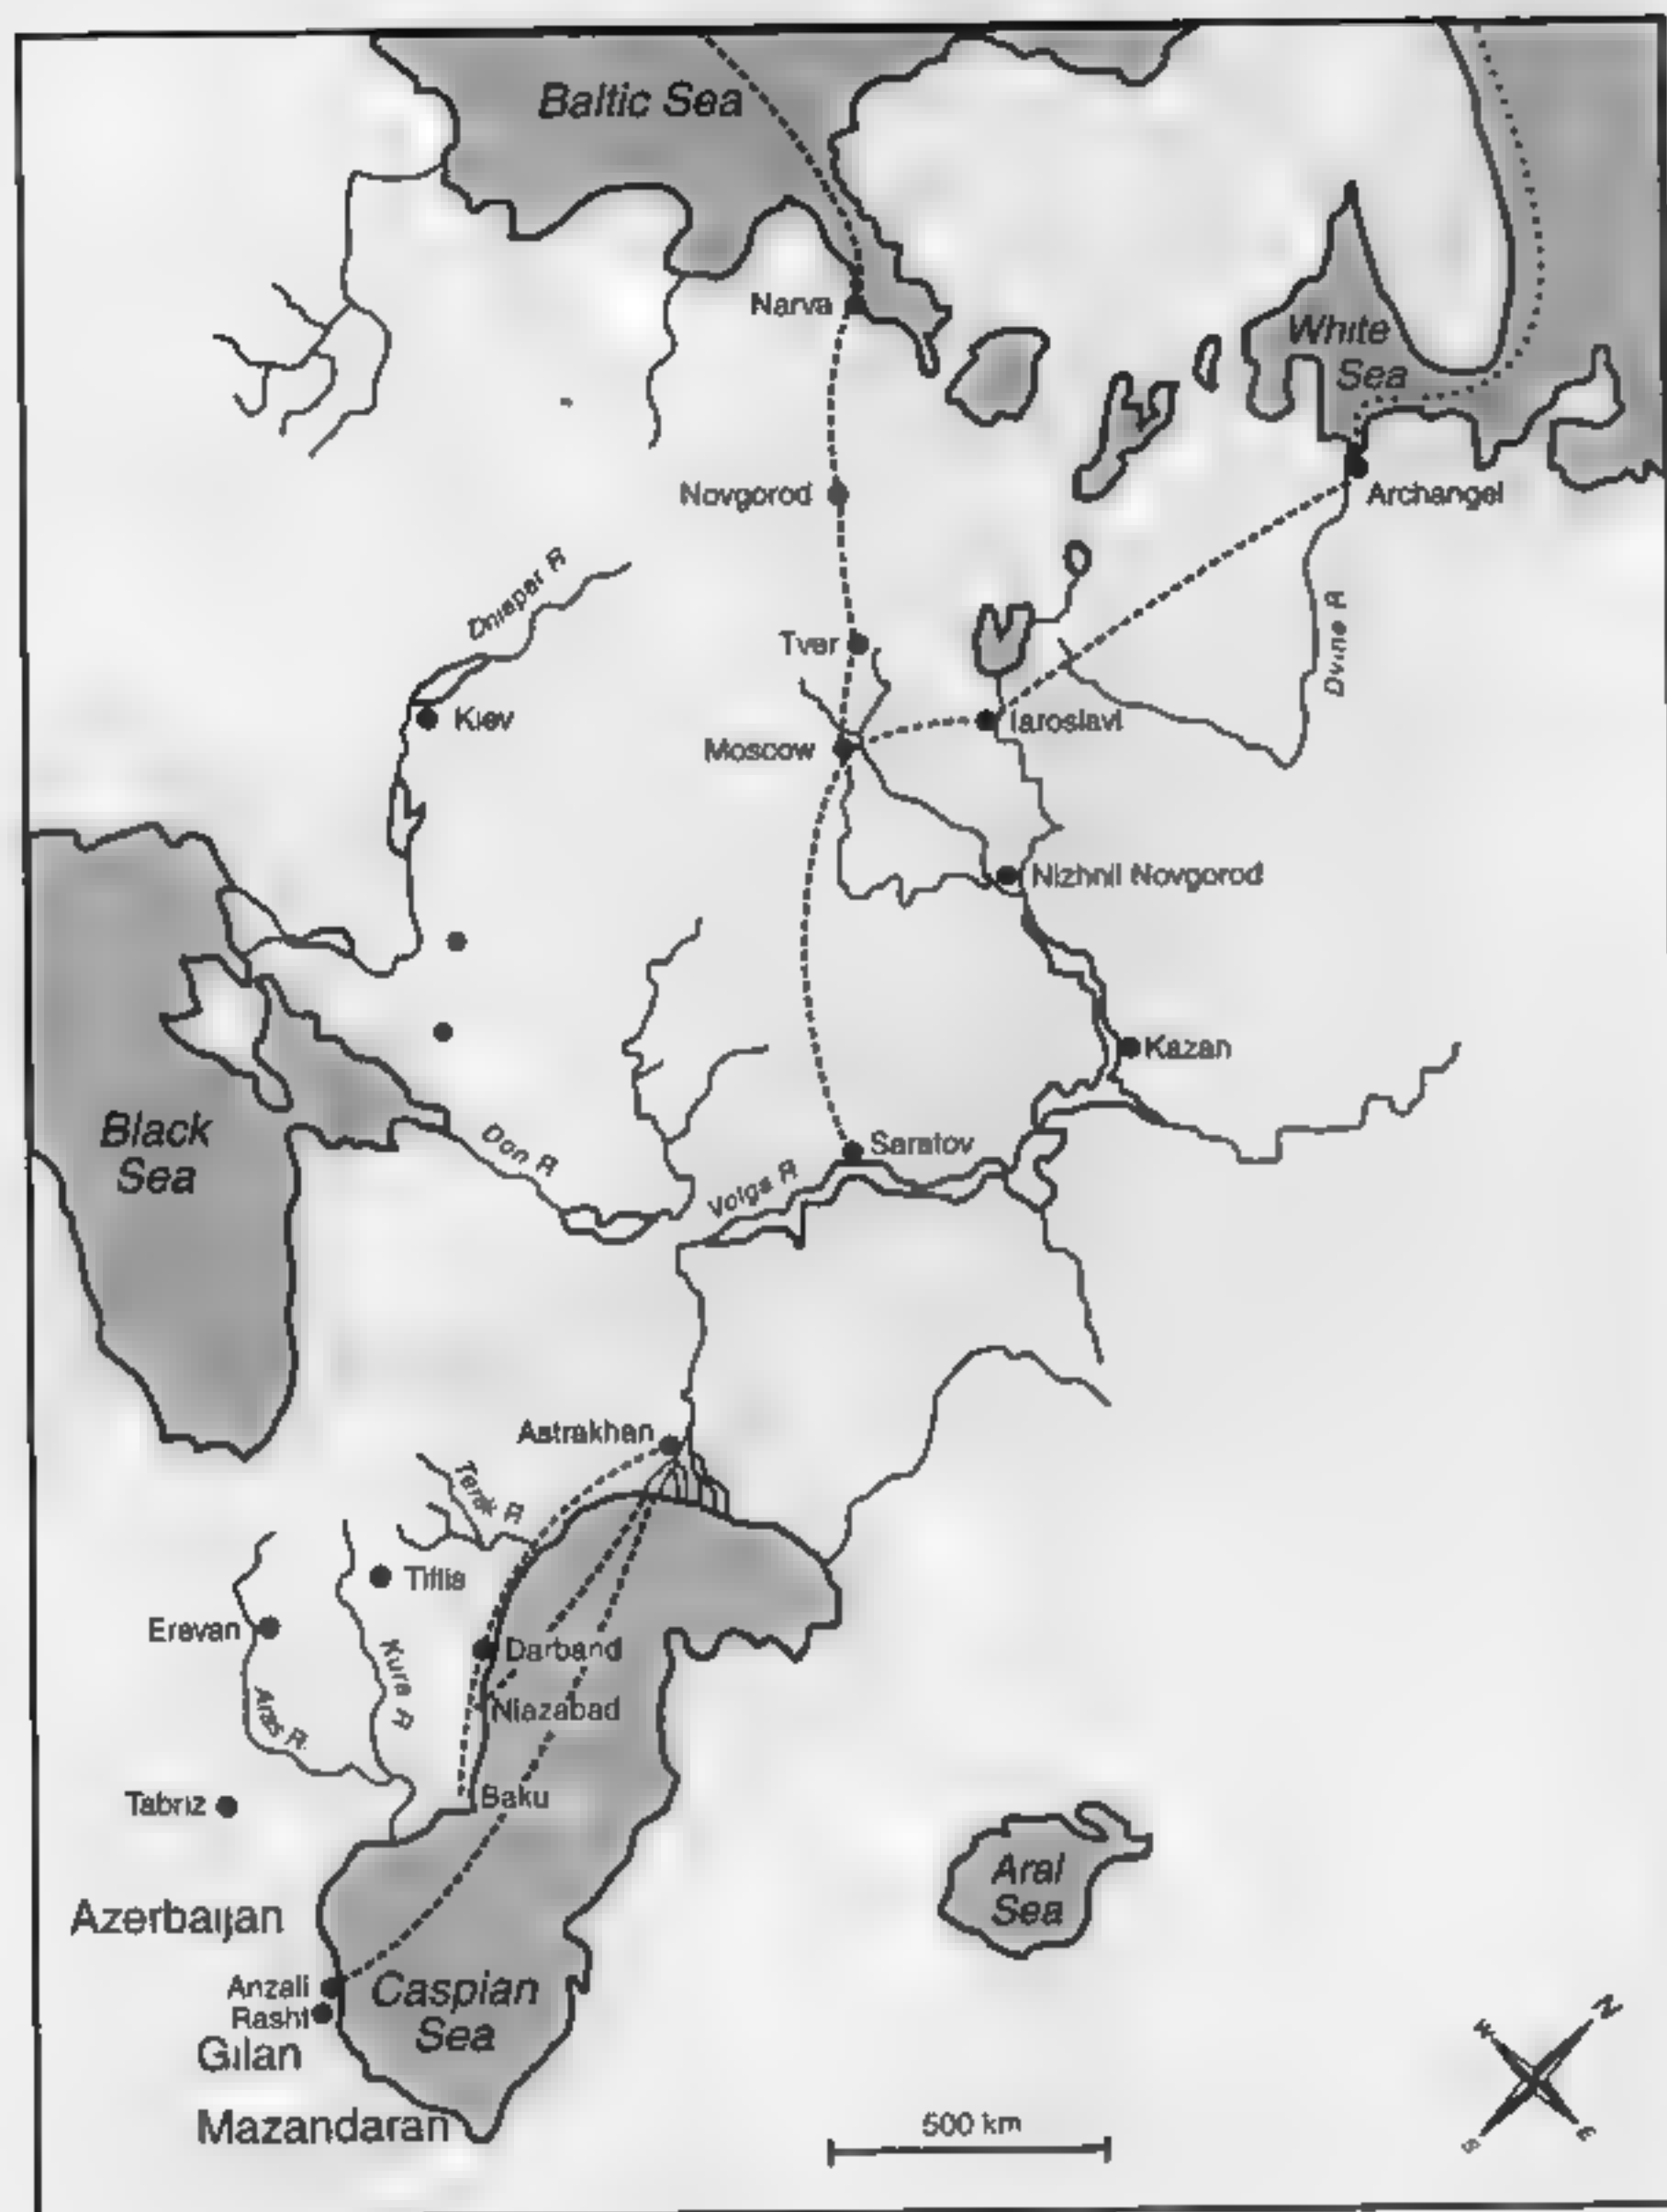 Baltic Sea
Narva
White
Sea
Novgorod
Archangel
Dnieper R
Dvina R
Tver
Kiev
Iaroslavl
Moscow
Nizhnil Novgorod
Kazan
Black
Sea
Don R
Saratov
Volga R
Astrakhan
Terek R
Tiflis
Erevan
Darband
Kura R
Aras R.
Niazabad
Baku
Tabriz
Aral
Sea
Azerbaijan
Anzali
Rasht
Caspian
Sea
Gilan
Mazandaran
500 km
N
W
S
E